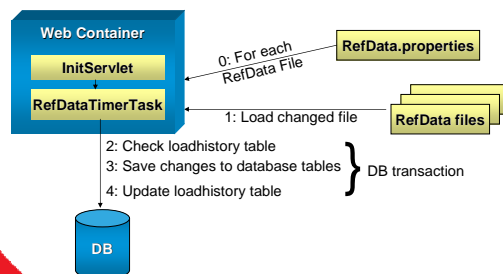 Web Container
InitServlet
RefDataTimerTask
0: For each
RefData File
RefData.properties
1: Load changed file
RefData files
2: Check loadhistory table
3: Save changes to database tables
4: Update loadhistory table
DB transaction
DB